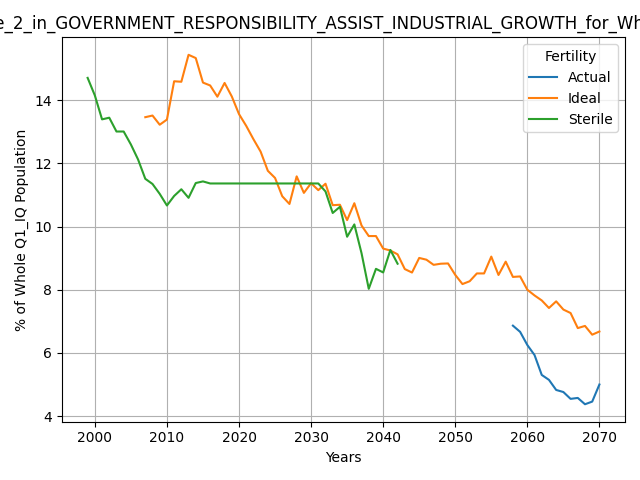 e_2_in_GOVERNMENT_RESPONSIBILITY_ASSIST_INDUSTRIAL_GROWTH_for_Wh
Fertility
Actual
Ideal
Sterile
% of Whole Q1_IQ Population
14
12
10
8
6
4
2000 2010 2020 2030 2040 2050 2060 2070
Years